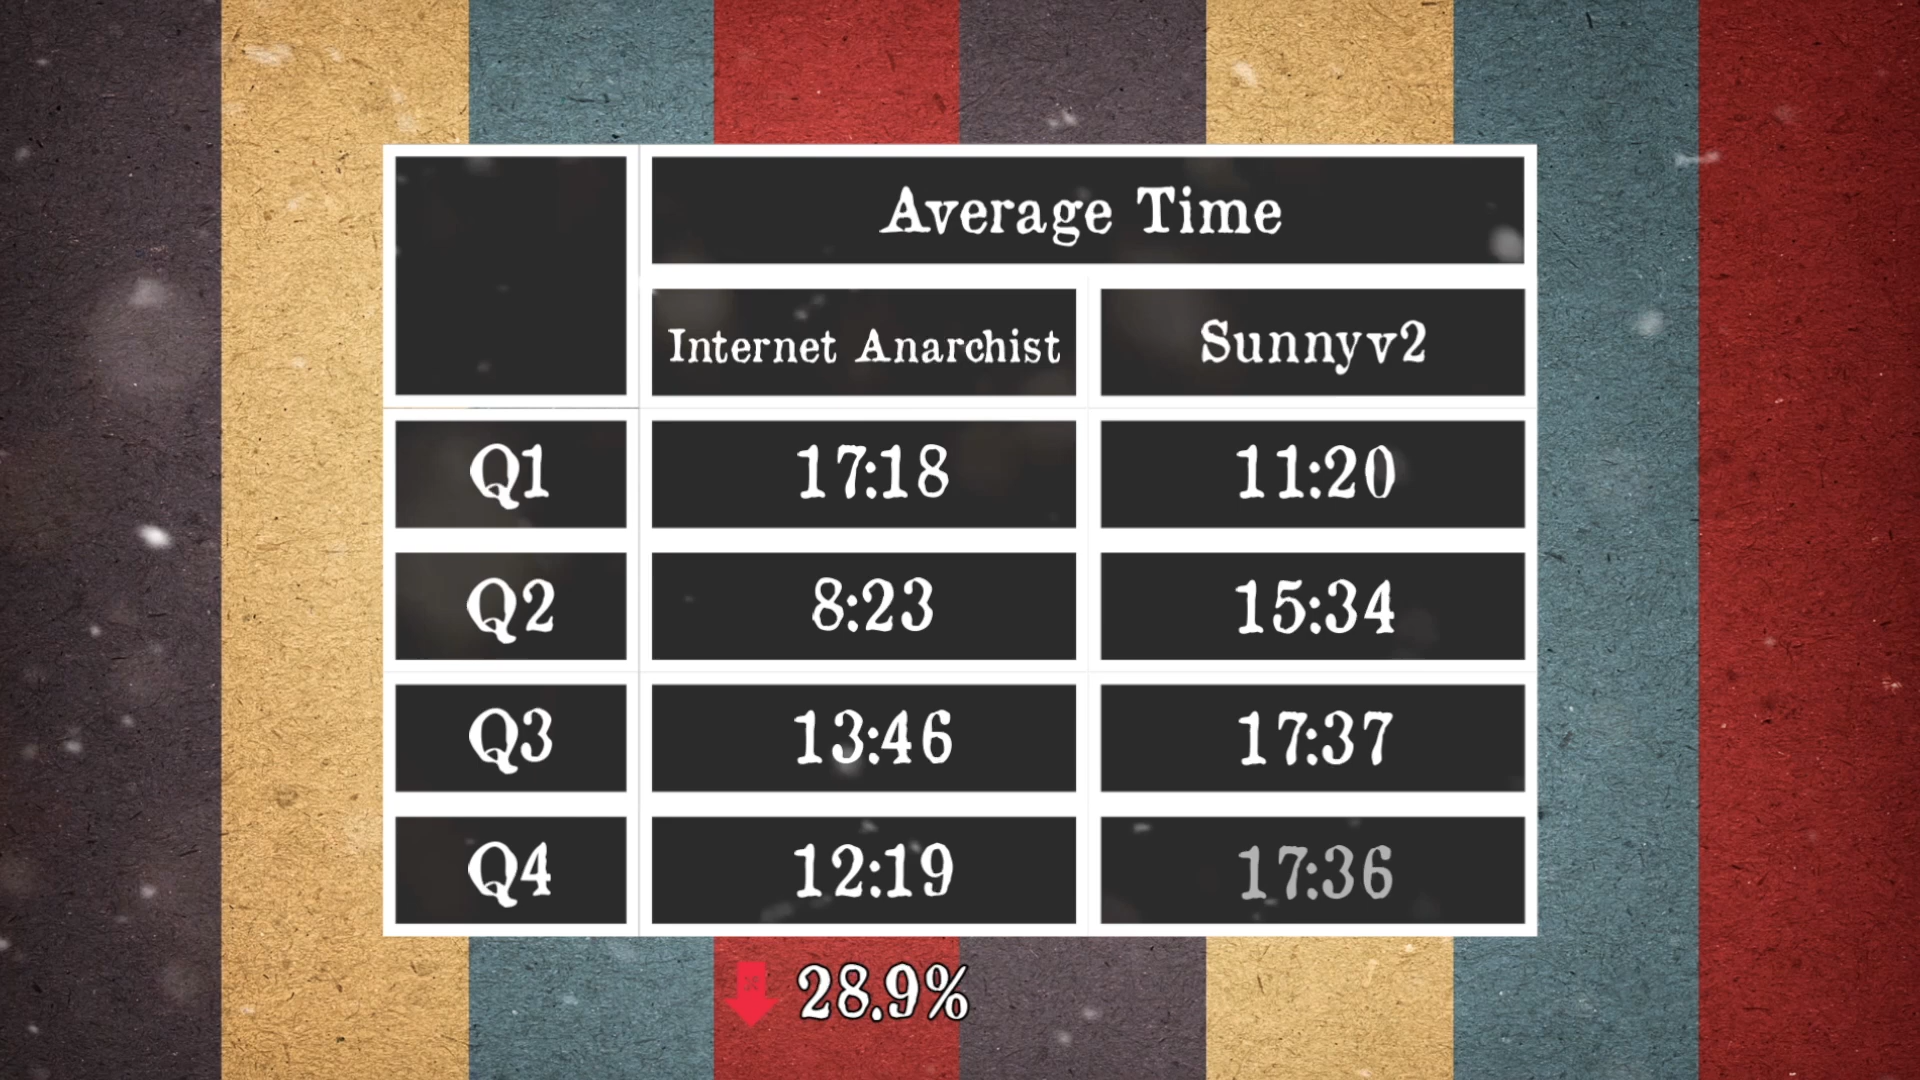 Average Time
Internet Anarchist Sunnyv2
Q1 17:18 11:20
Q2 8:23 15:34
Q3 13:46 17:37
Q4 12:19 17:36
28.9%